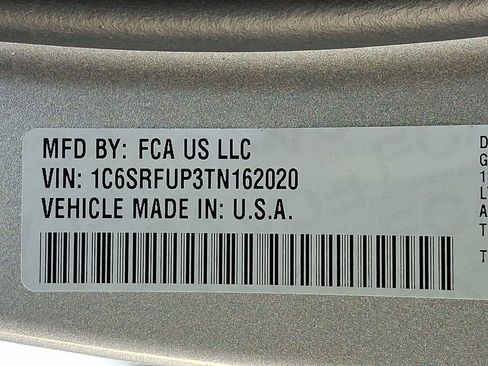 MFD BY: FCA US LLC
VIN: 1C6SRFUP3TN162020
VEHICLE MADE IN: U.S.A.